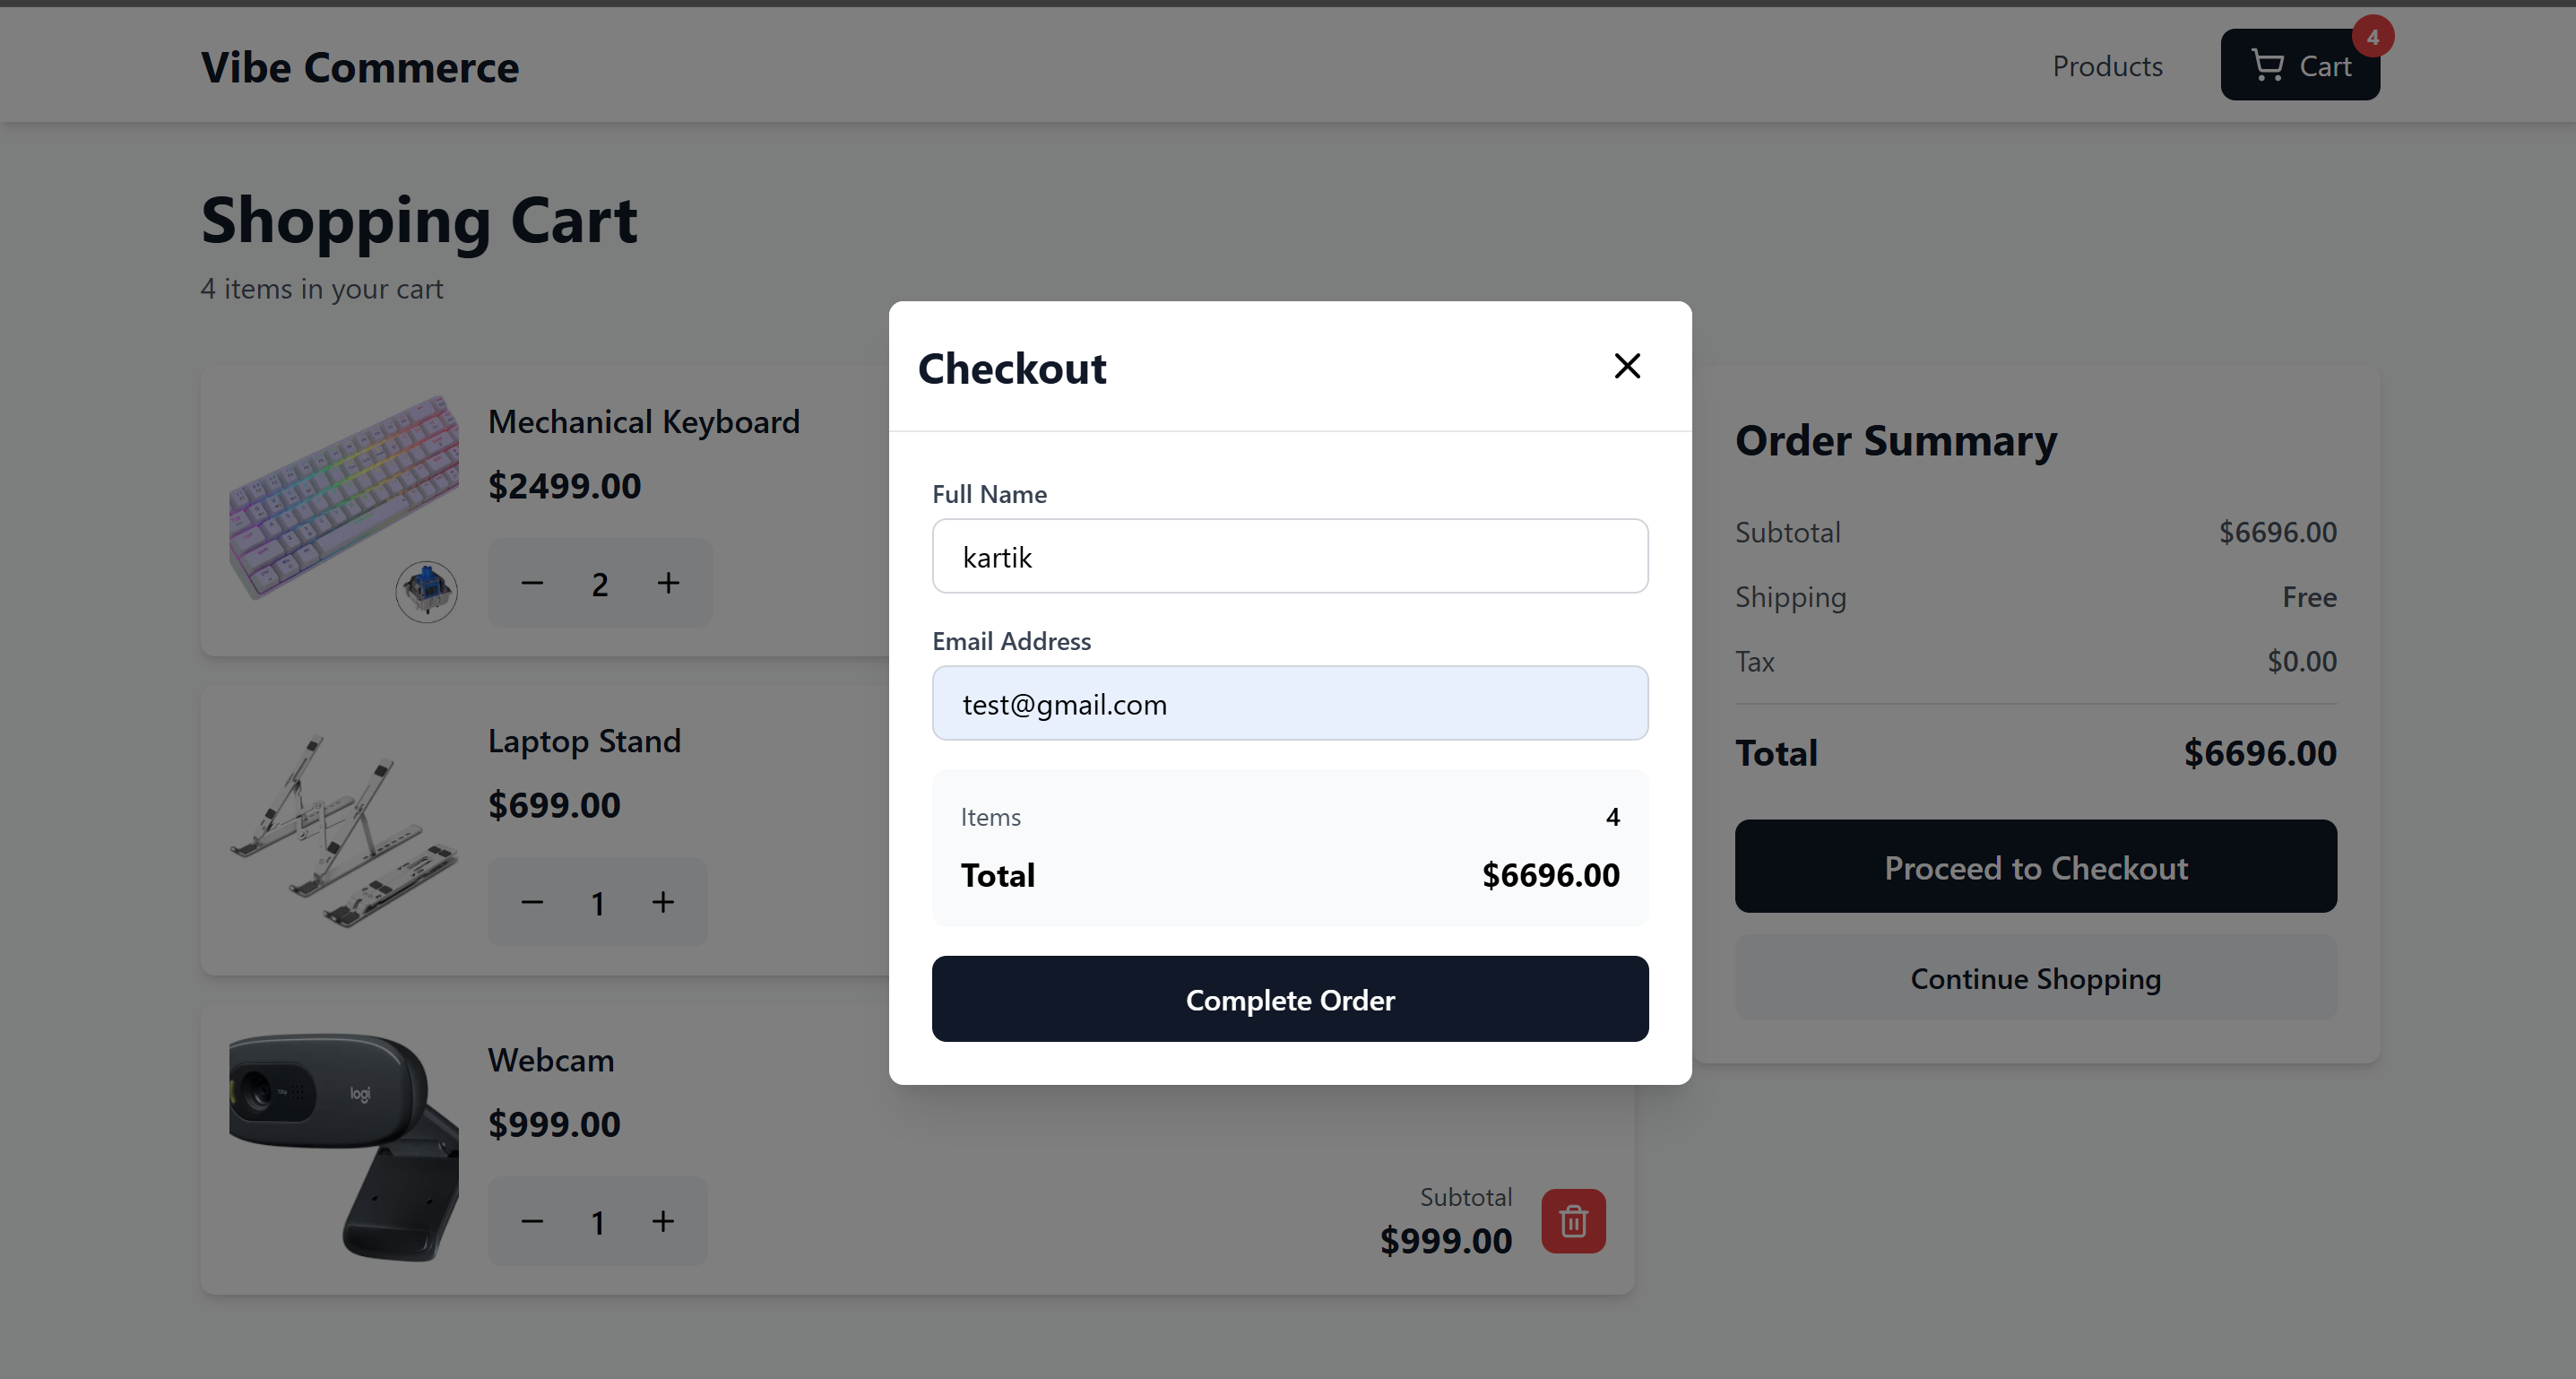 Vibe Commerce
Products
Cart
4
Shopping Cart
4 items in your cart
Mechanical Keyboard
$2499.00
2
Laptop Stand
$699.00
1
logi
Webcam
$999.00
1
Subtotal
$999.00
Checkout
Full Name
kartik
Email Address
test@gmail.com
Items 4
Total $6696.00
Complete Order
Order Summary
Subtotal $6696.00
Shipping Free
Tax $0.00
Total $6696.00
Proceed to Checkout
Continue Shopping